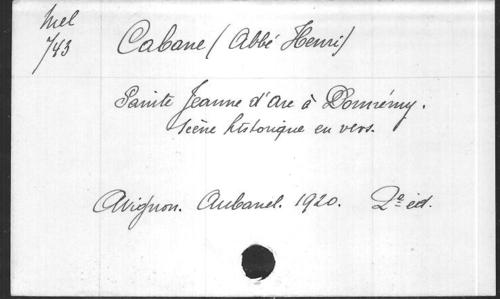 Mel
743
Cabane (Abbé Henri)
Sainte Jeanne d'Arc à Domrémy.
Scène historique en vers.
Avignon. Aubanel. 1920. 2e éd.